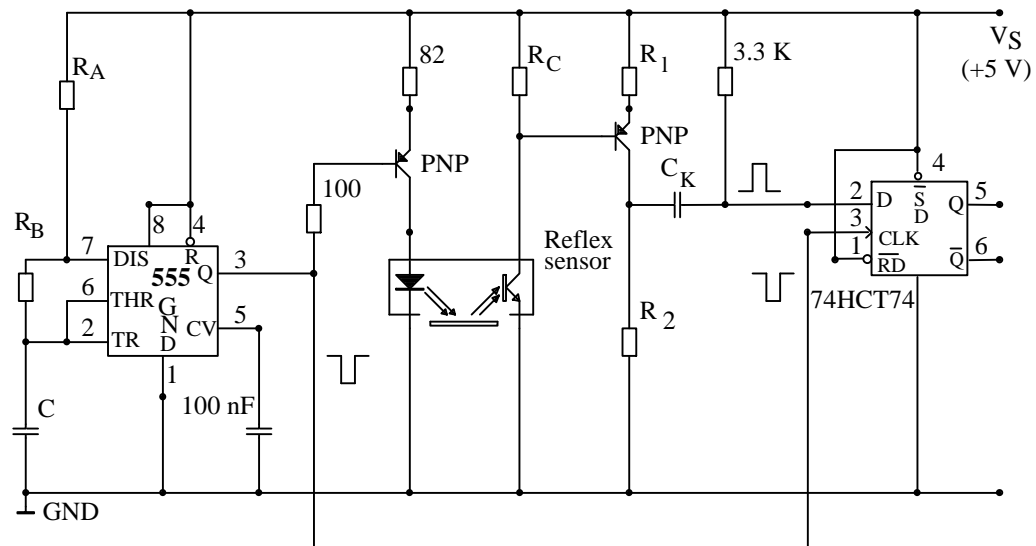 R_A
82
R_C
R_1
3.3 K
V_S
(+5 V)
PNP
PNP
C_K
4
100
2
D
S̅
D
Q
5
3
CLK
1
R̅D̅
Q̅
6
74HCT74
R_B
8
4
7
DIS
R
555
Q
3
6
THR
G
N
D
CV
5
2
TR
1
Reflex
sensor
R_2
C
100 nF
GND